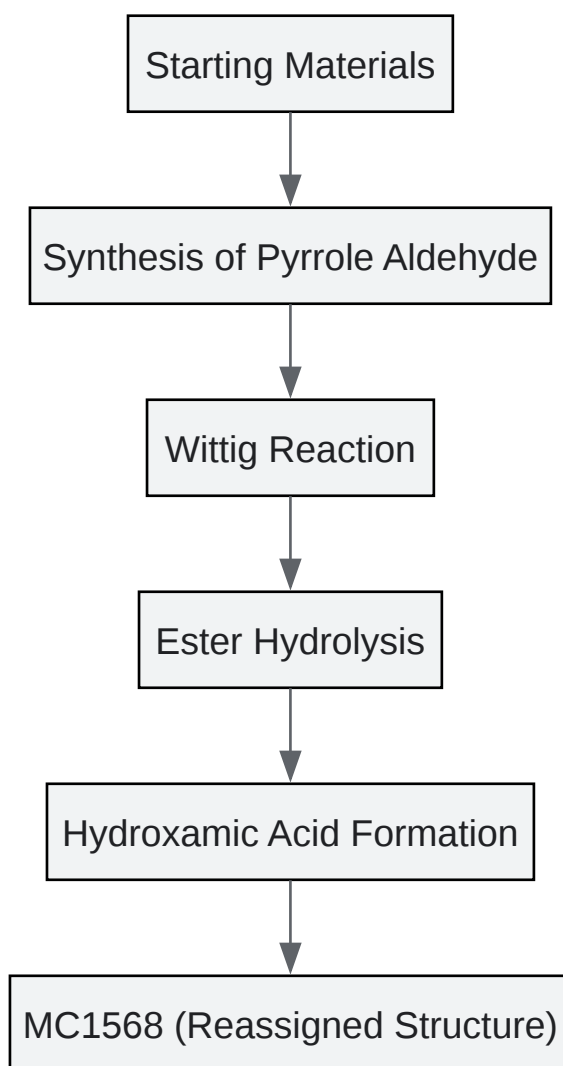 Starting Materials
Synthesis of Pyrrole Aldehyde
Wittig Reaction
Ester Hydrolysis
Hydroxamic Acid Formation
MC1568 (Reassigned Structure)